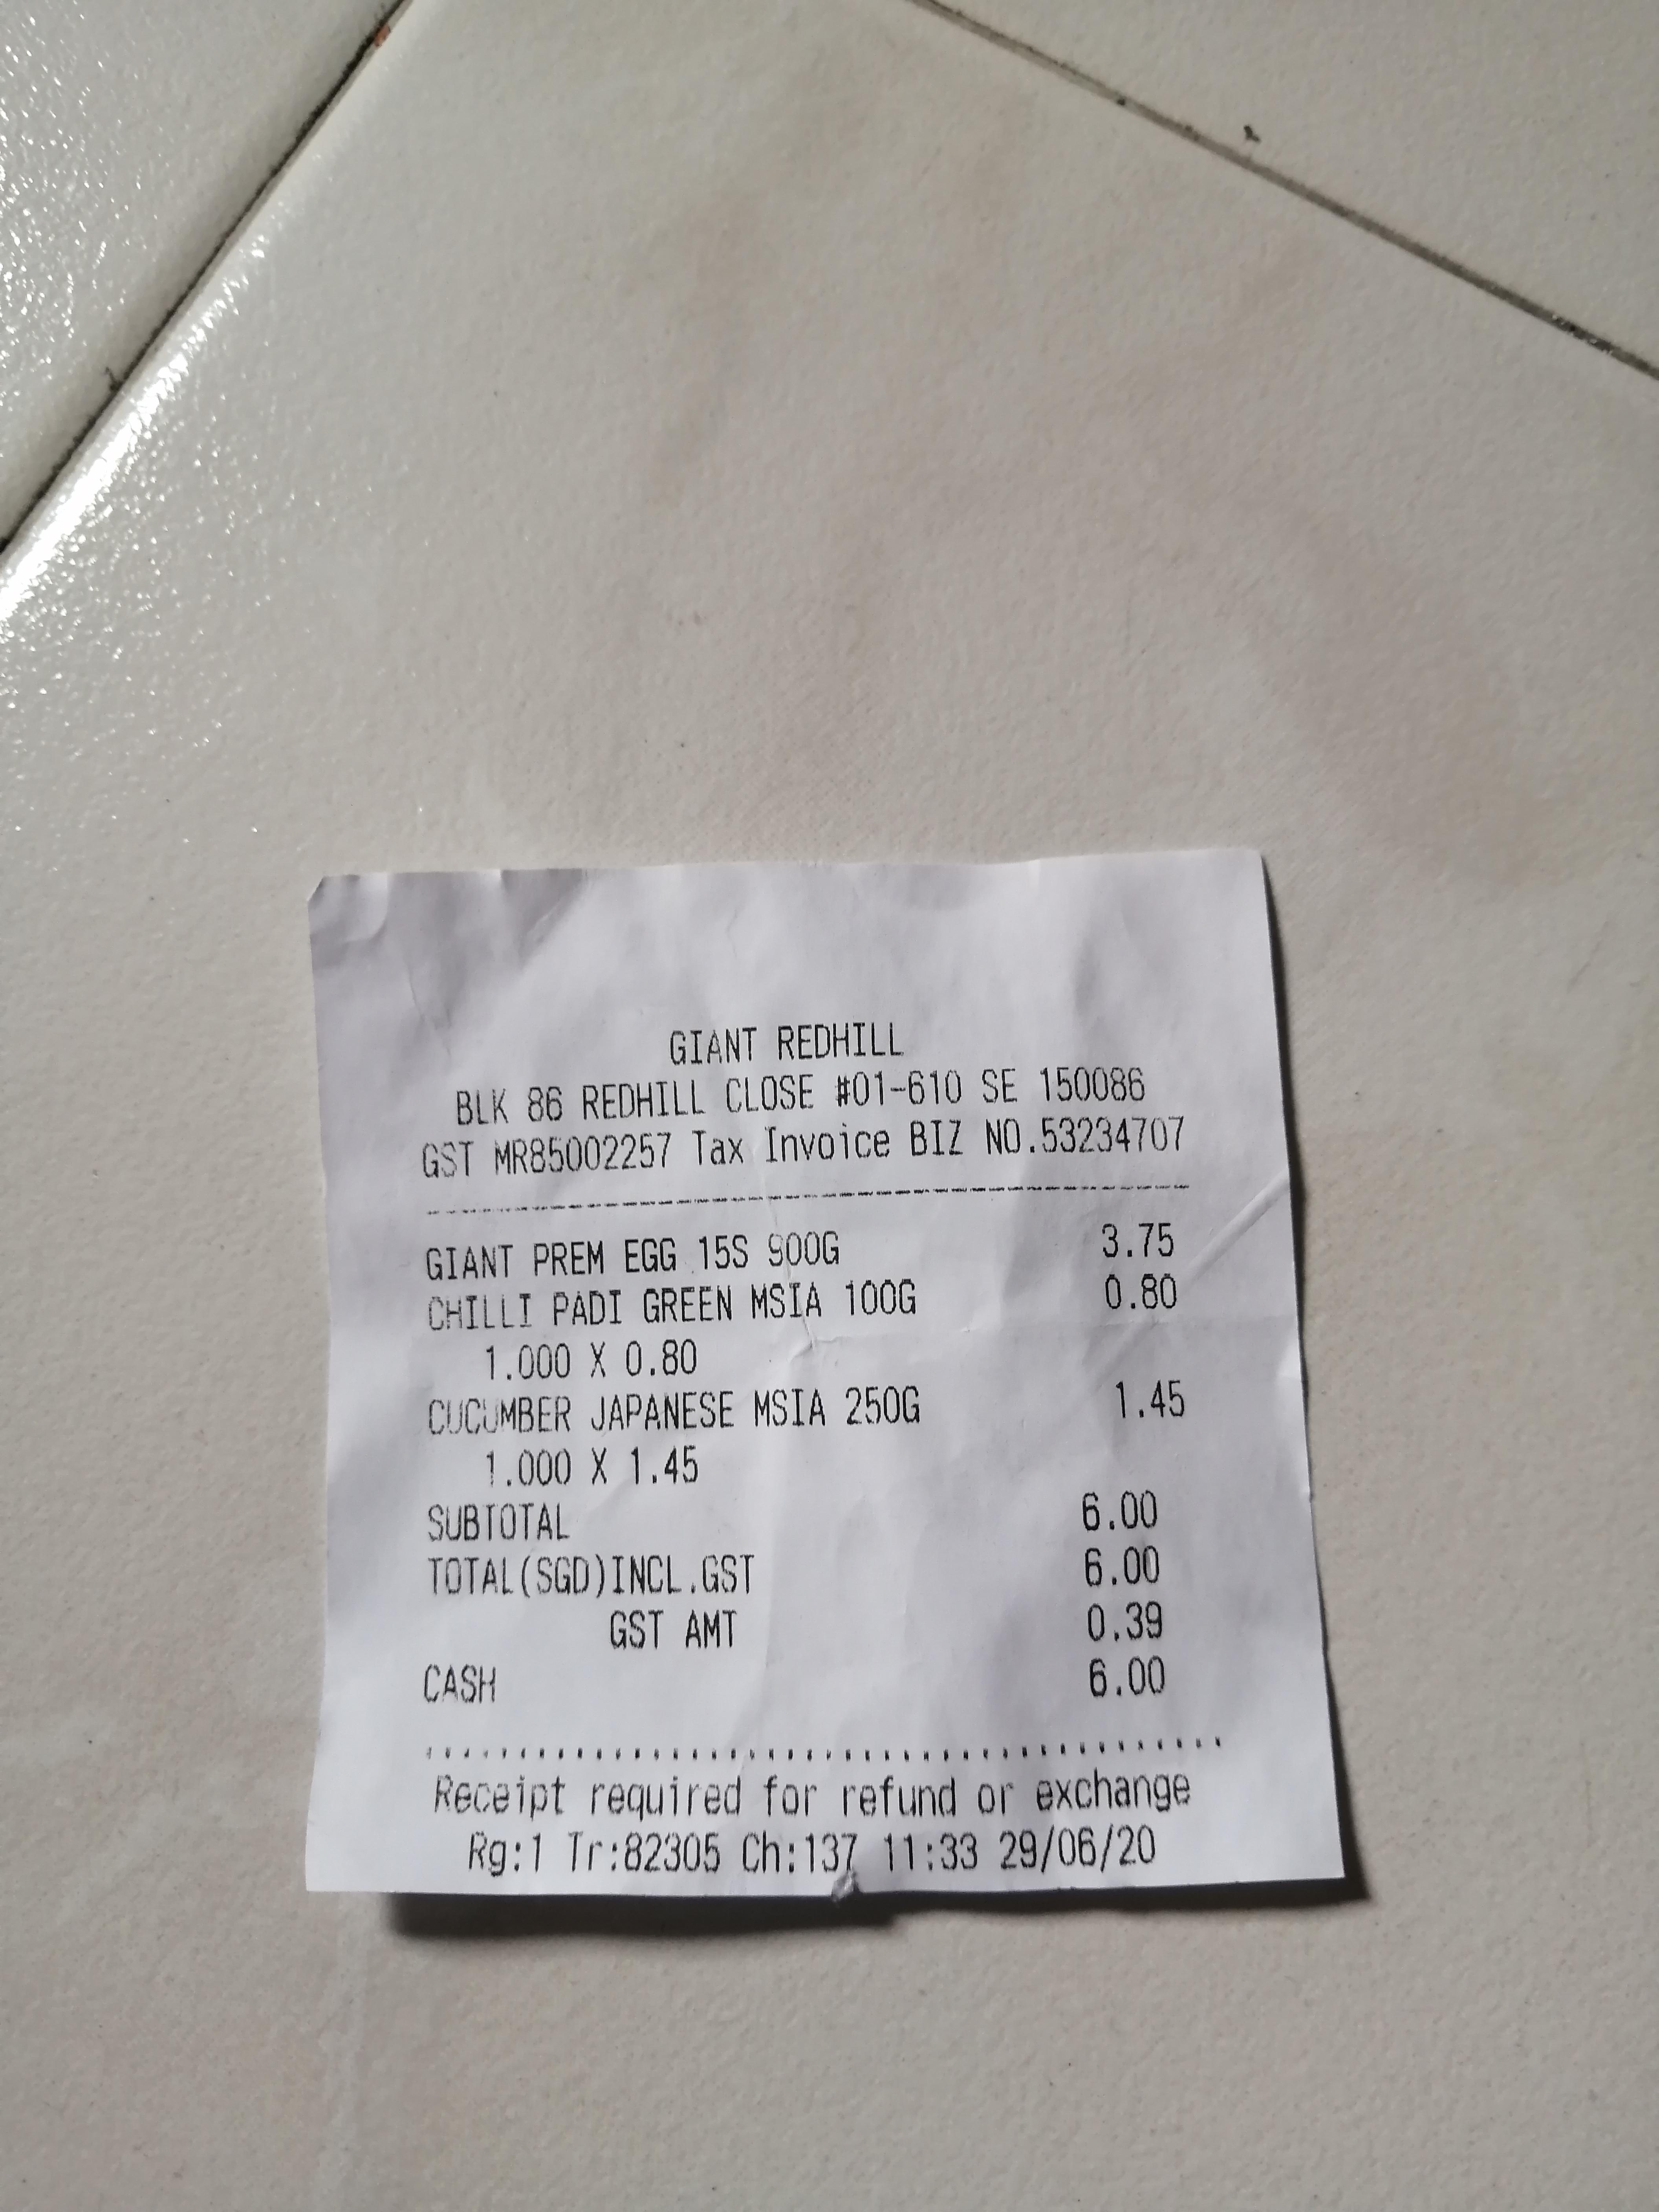 GIANT REDHILL
BLK 86 REDHILL CLOSE #01-610 SE 150086
GST MR85002257 Tax Invoice BIZ NO.53234707
GIANT PREM EGG 15S 900G 3.75
CHILLI PADI GREEN MSIA 100G 0.80
1.000 X 0.80
CUCUMBER JAPANESE MSIA 250G 1.45
1.000 X 1.45
SUBTOTAL 6.00
TOTAL(SGD)INCL.GST 6.00
GST AMT 0.39
CASH 6.00
Receipt required for refund or exchange
Rg:1 Tr:82305 Ch:137 11:33 29/06/20